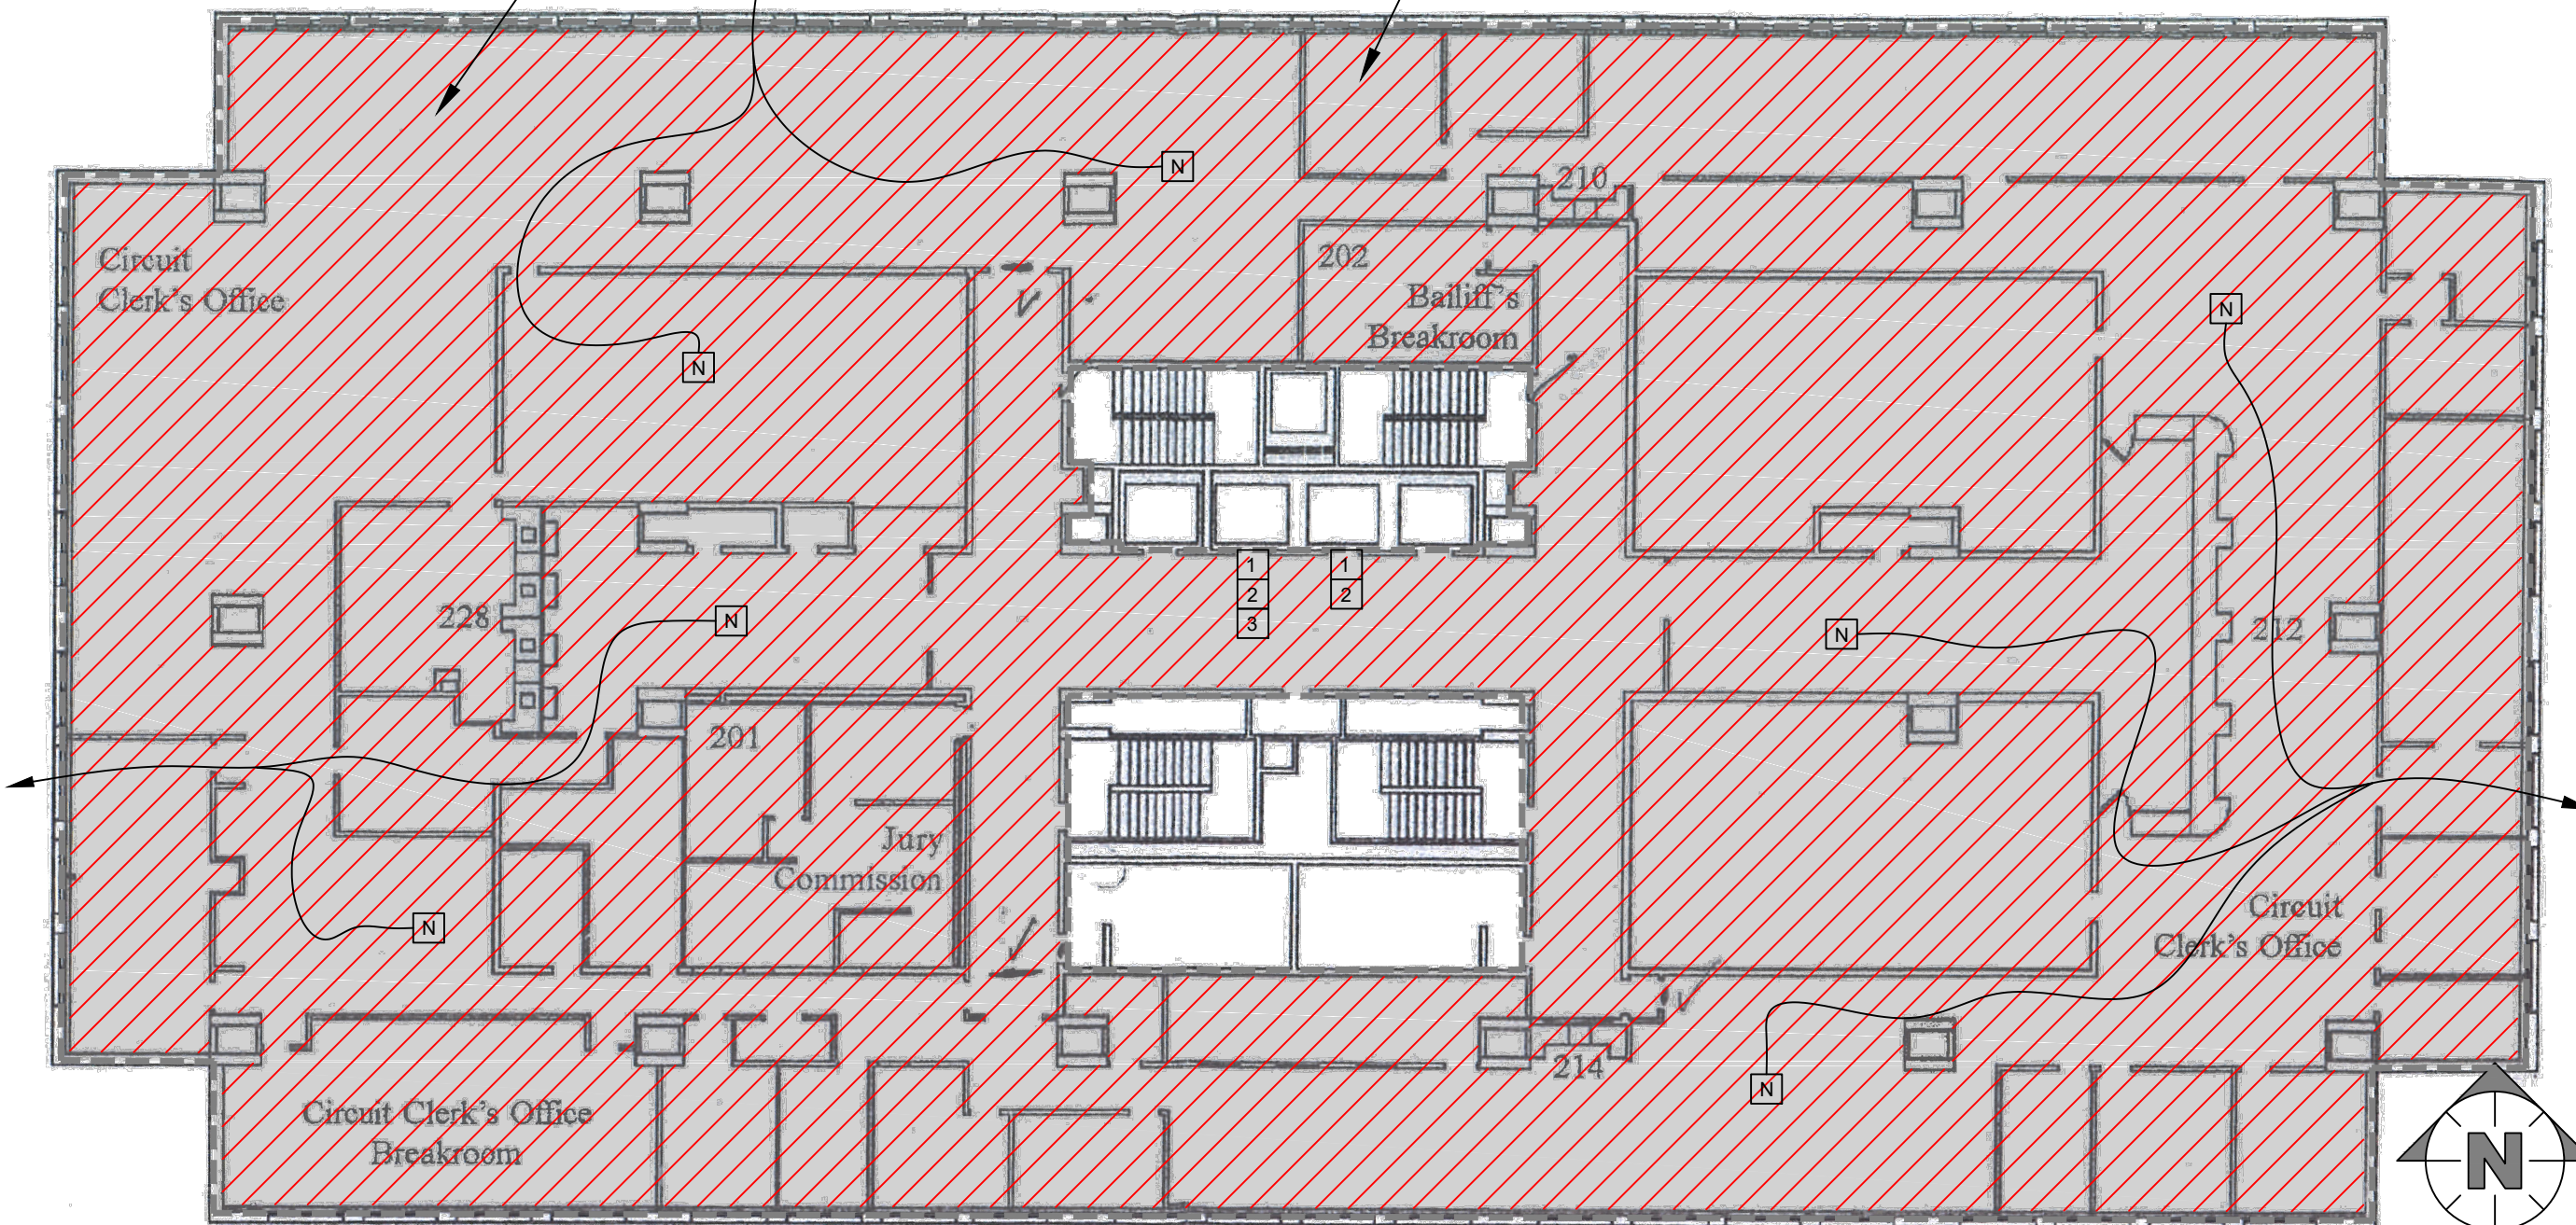 N
210
202
Circuit
Clerk's Office
Bailiff's
Breakroom
N
N
1
2
3
1
2
228
N
N
212
201
Jury
Commission
N
Circuit
Clerk's Office
214
N
Circuit Clerk's Office
Breakroom
N